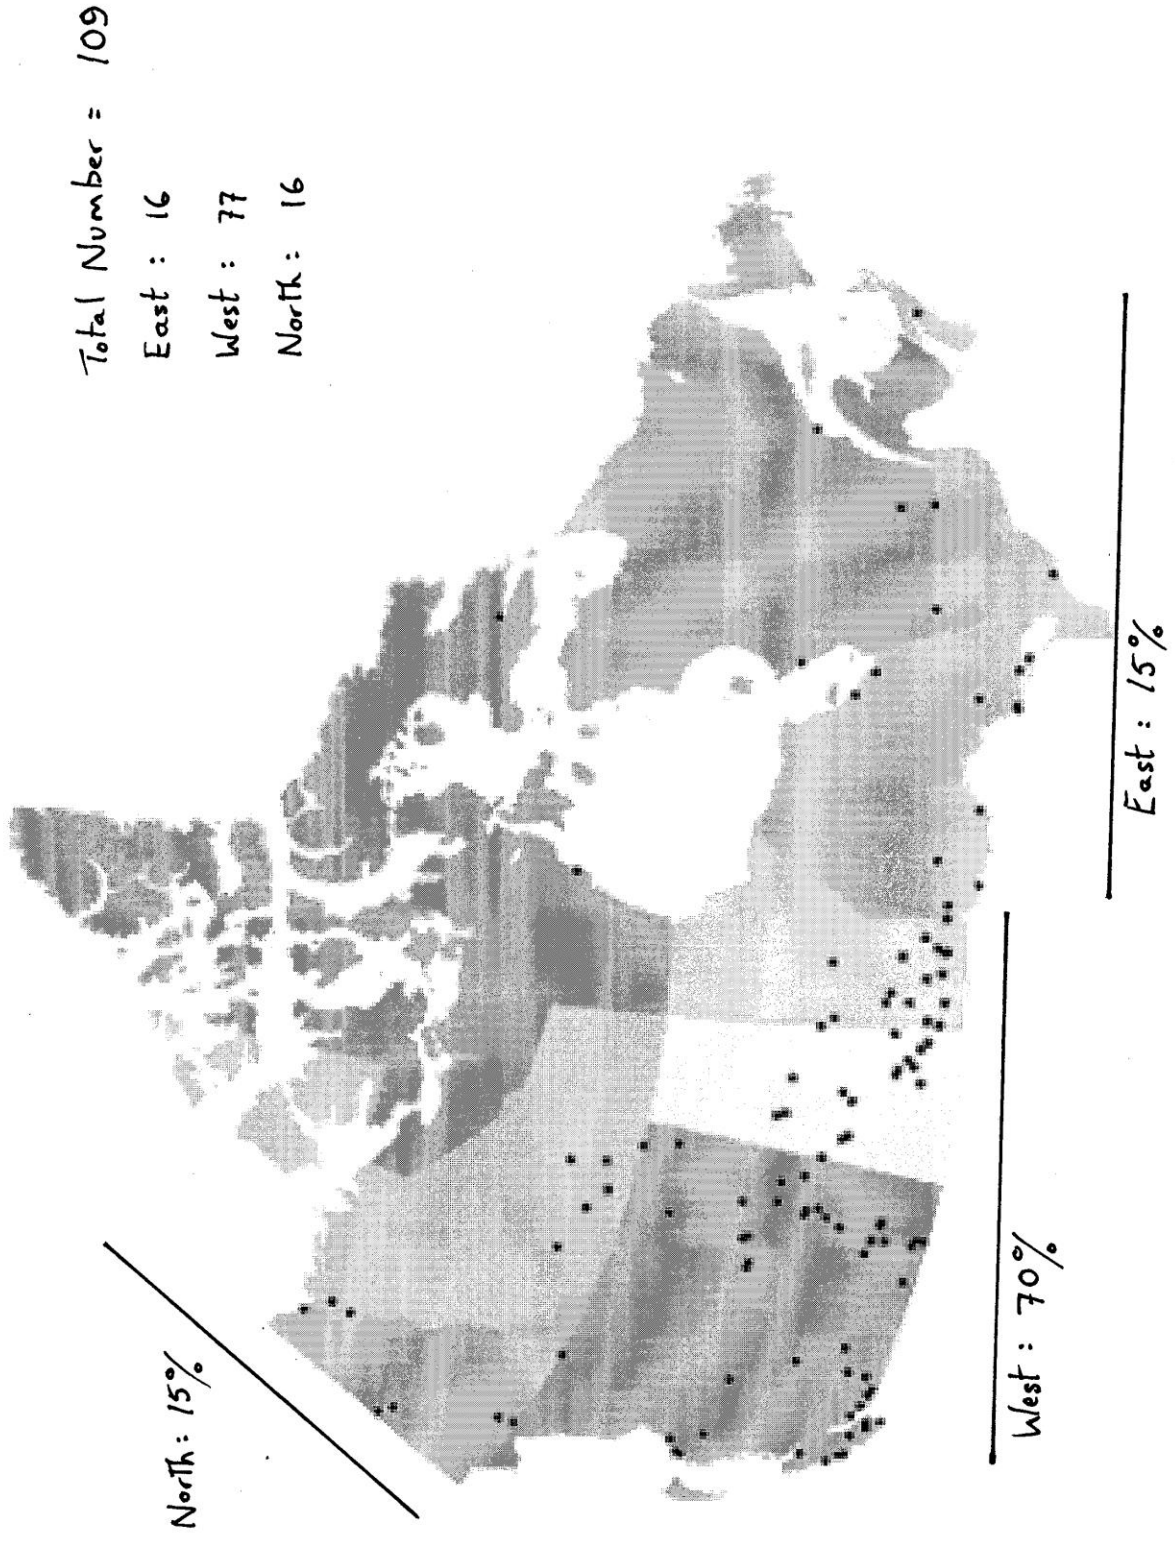 Total Number = 109
East : 16
West : 77
North : 16
North : 15%
West : 70%
East : 15%